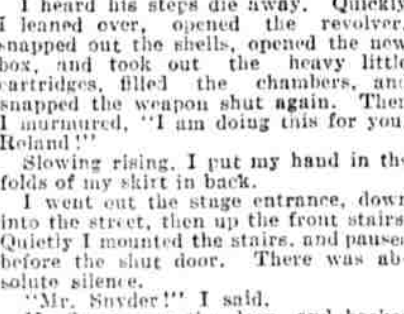 I heard his steps die away. Quickly
I leaned over, opened the revolver,
snapped out the shells, opened the new
box, and took out the heavy little
cartridges, filled the chambers, and
snapped the weapon shut again. Then
I murmured, "I am doing this for you
Roland!"
Slowing rising, I put my hand in the
folds of my skirt in back.
I went out the stage entrance, down
into the street, then up the front stairs
Quietly I mounted the stairs, and paused
before the shut door. There was ab-
solute silence.
"Mr. Snyder!" I said.